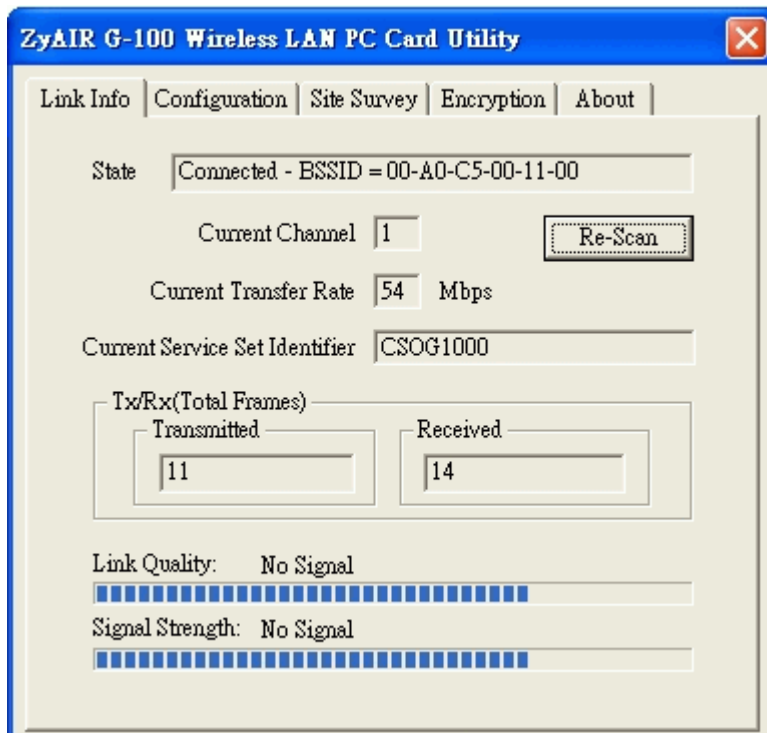 ZyAIR G-100 Wireless LAN PC Card Utility
Link Info Configuration Site Survey Encryption About
State Connected - BSSID = 00-A0-C5-00-11-00
Current Channel 1 Re-Scan
Current Transfer Rate 54 Mbps
Current Service Set Identifier CSOG1000
Tx/Rx(Total Frames)
Transmitted Received
11 14
Link Quality: No Signal
Signal Strength: No Signal